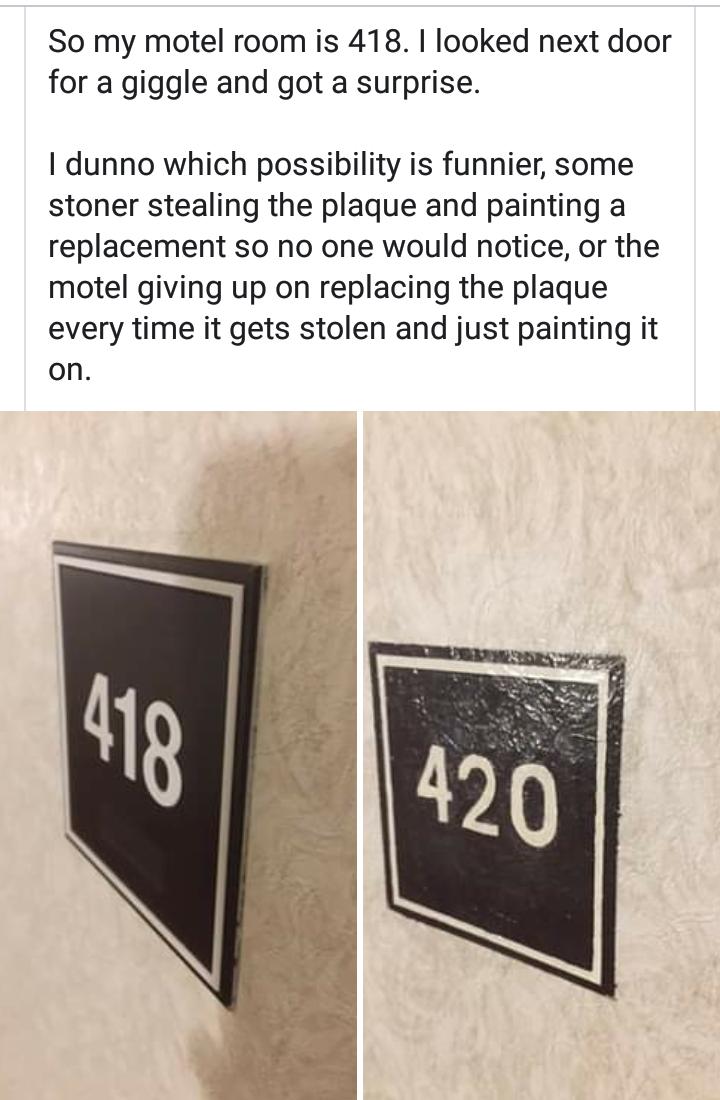 So my motel room is 418. I looked next door
for a giggle and got a surprise.
I dunno which possibility is funnier, some
stoner stealing the plaque and painting a
replacement so no one would notice, or the
motel giving up on replacing the plaque
every time it gets stolen and just painting it
on.
418
420